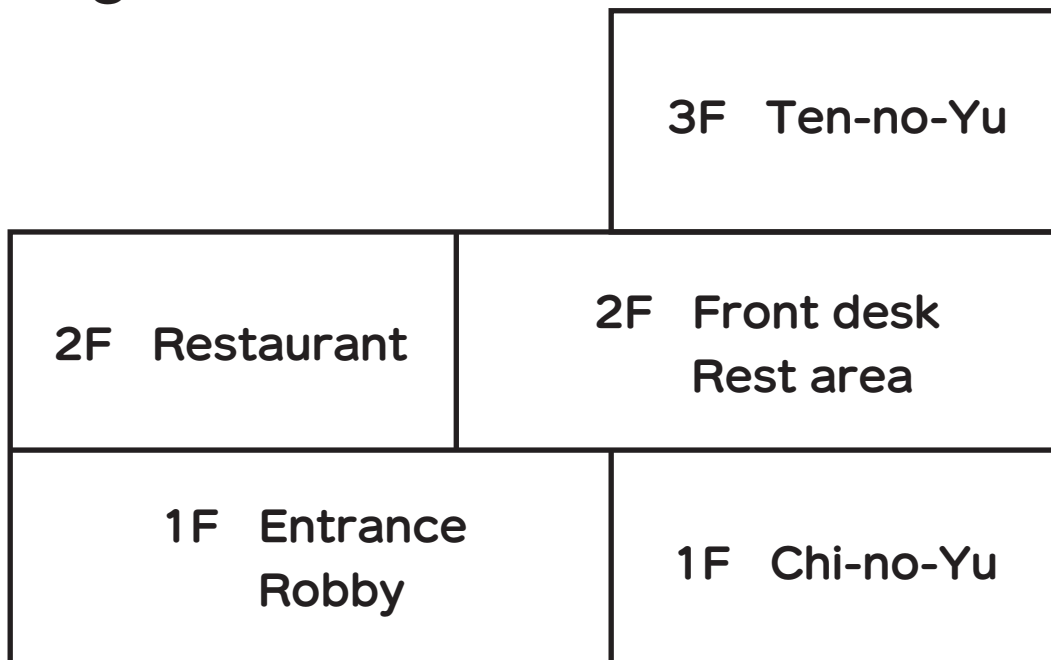 3F Ten-no-Yu
2F Restaurant
2F Front desk
Rest area
1F Entrance
Robby
1F Chi-no-Yu